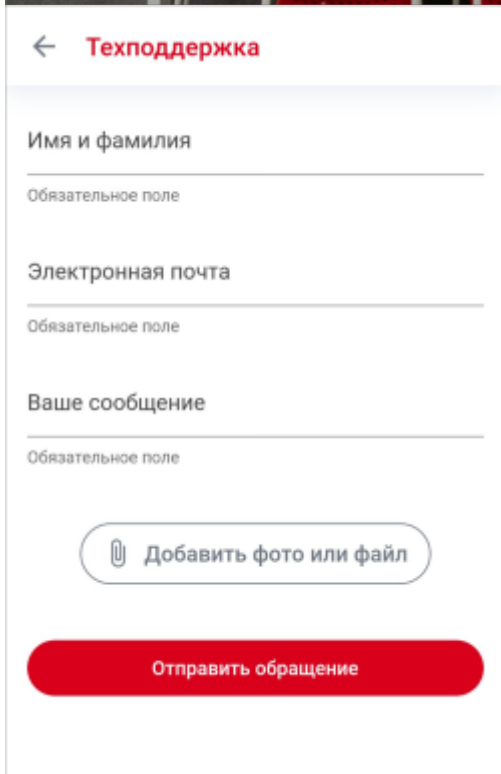 Техподдержка
Имя и фамилия
Обязательное поле
Электронная почта
Обязательное поле
Ваше сообщение
Обязательное поле
Добавить фото или файл
Отправить обращение